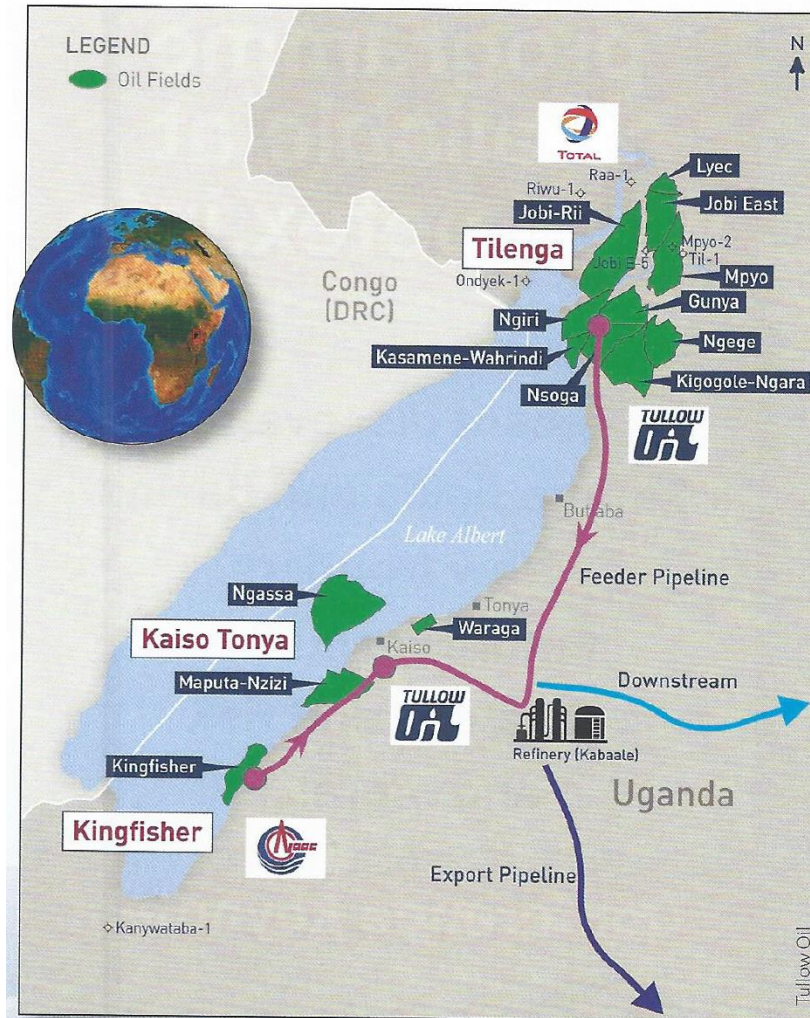 LEGEND
Oil Fields
N
TOTAL
Lyec
Raa-1
Riwu-1
Jobi East
Jobi-Rii
Mpyo-2
Tilenga
Jobi E-5
Til-1
Ondyek-1
Mpyo
Congo
(DRC)
Gunya
Ngiri
Ngege
Kasamene-Wahrindi
Nsoga
Kigogole-Ngara
TULLOW
OIL
Butiaba
Lake Albert
Feeder Pipeline
Ngassa
Tonya
Waraga
Kaiso Tonya
Kaiso
Maputa-Nzizi
Downstream
TULLOW
OIL
Refinery (Kabaale)
Kingfisher
Uganda
Kingfisher
Export Pipeline
Kanywataba-1
Tullow Oil